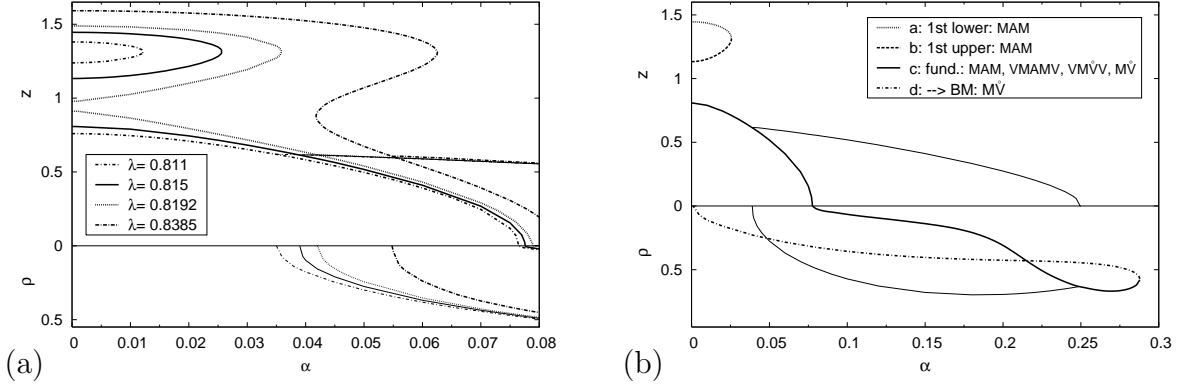 1.5
1
0.5
0
0.5
z
ρ
λ= 0.811
λ= 0.815
λ= 0.8192
λ= 0.8385
0.00 0.01 0.02 0.03 0.04 0.05 0.06 0.07 0.08
α
(a)
1.5
1
0.5
0
0.5
z
ρ
a: 1st lower: MAM
b: 1st upper: MAM
c: fund.: MAM, VMAMV, VMV̊V, MV̊
d: --> BM: MV̊
0.0 0.05 0.1 0.15 0.2 0.25 0.3
α
(b)